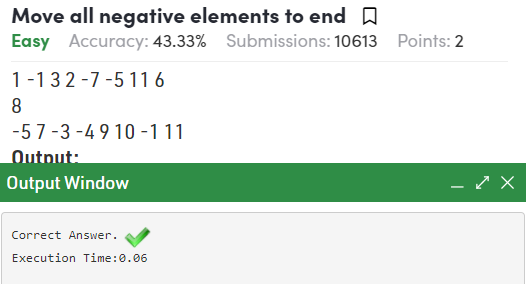 Move all negative elements to end
Easy Accuracy: 43.33% Submissions: 10613 Points: 2
1 -1 3 2 -7 -5 11 6
8
-5 7 -3 -4 9 10 -1 11
Output:
Output Window
Correct Answer.
Execution Time:0.06